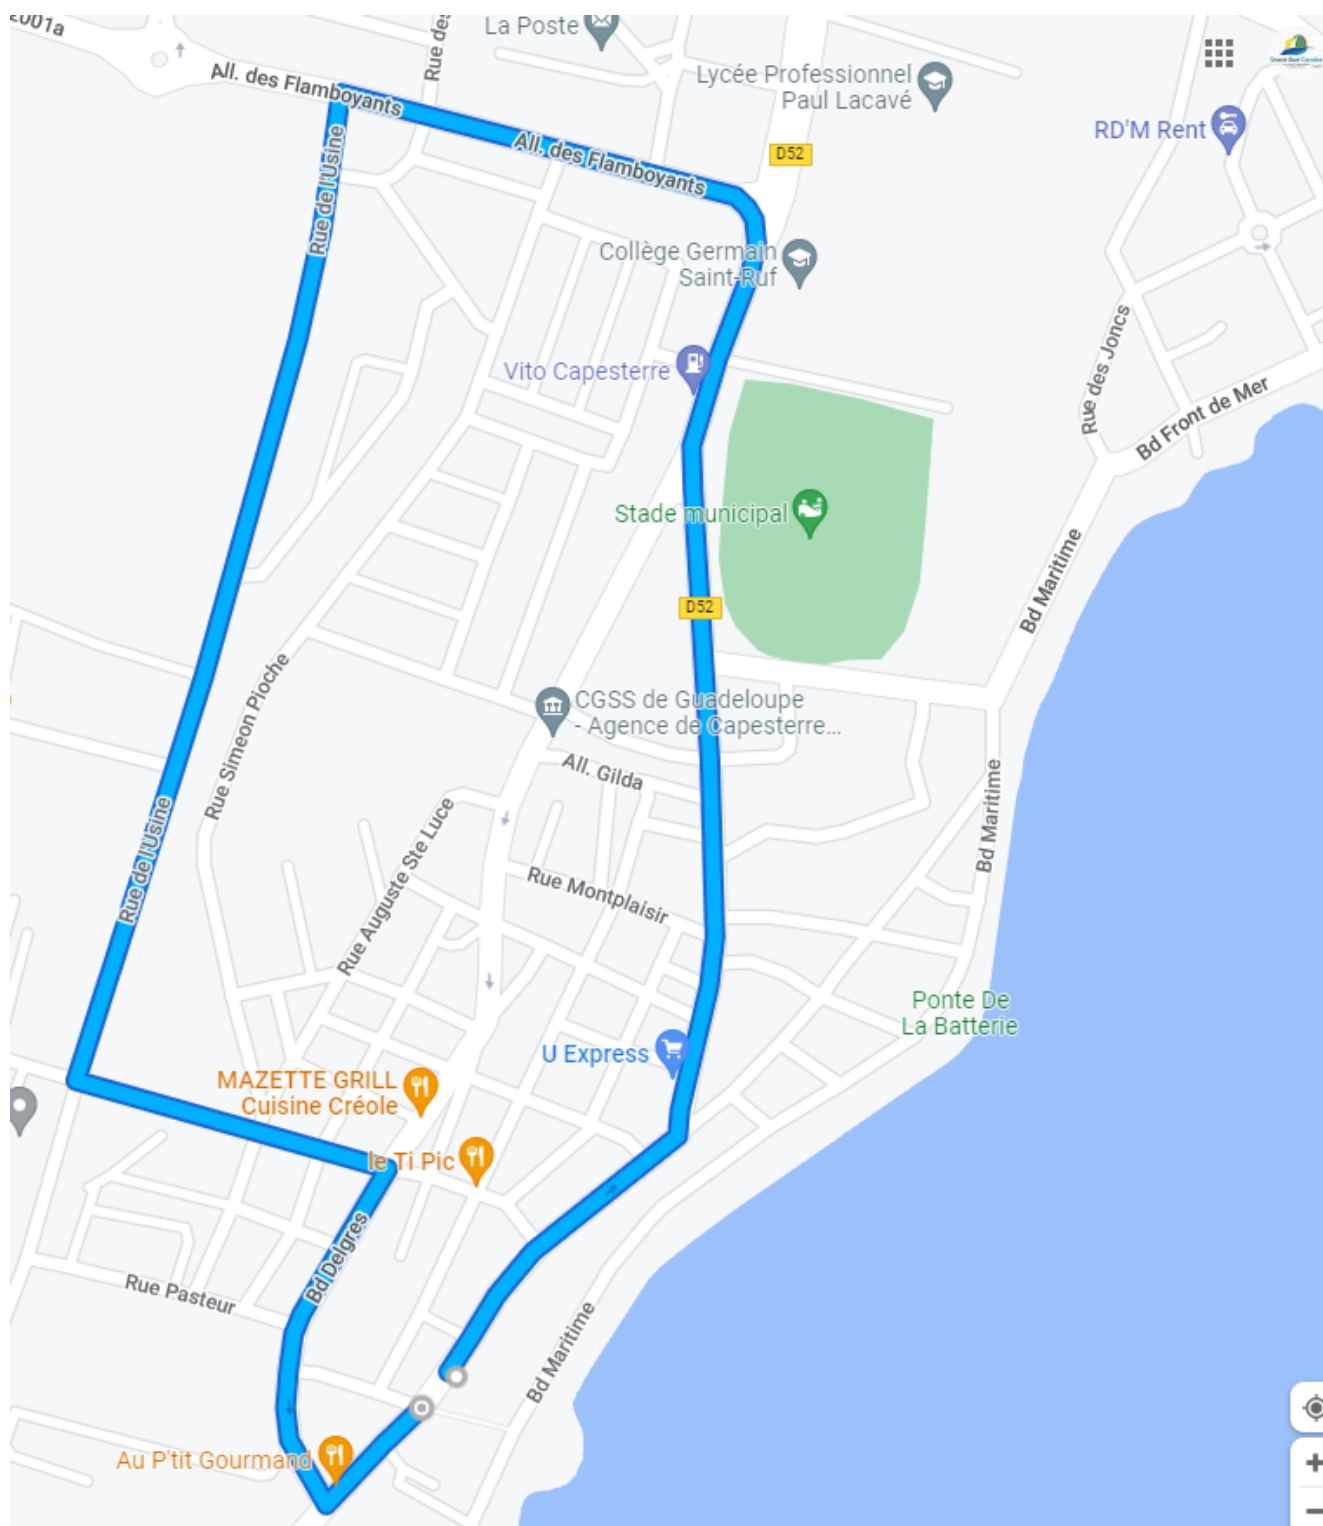 2001a
La Poste
Rue des
All. des Flamboyants
Lycée Professionnel
Paul Lacavé
RD'M Rent
D52
All. des Flamboyants
Rue de l'Usine
Collège Germain
Saint-Ruf
Vito Capesterre
Rue des Joncs
Bd Front de Mer
Stade municipal
D52
Bd Maritime
CGSS de Guadeloupe
- Agence de Capesterre...
Rue Simeon Pioche
All. Gilda
Bd Maritime
Rue de l'Usine
Rue Auguste Ste Luce
Rue Montplaisir
Ponte De
La Batterie
U Express
MAZETTE GRILL
Cuisine Créole
le Ti Pic
Bd Delgres
Rue Pasteur
Bd Maritime
Au P'tit Gourmand